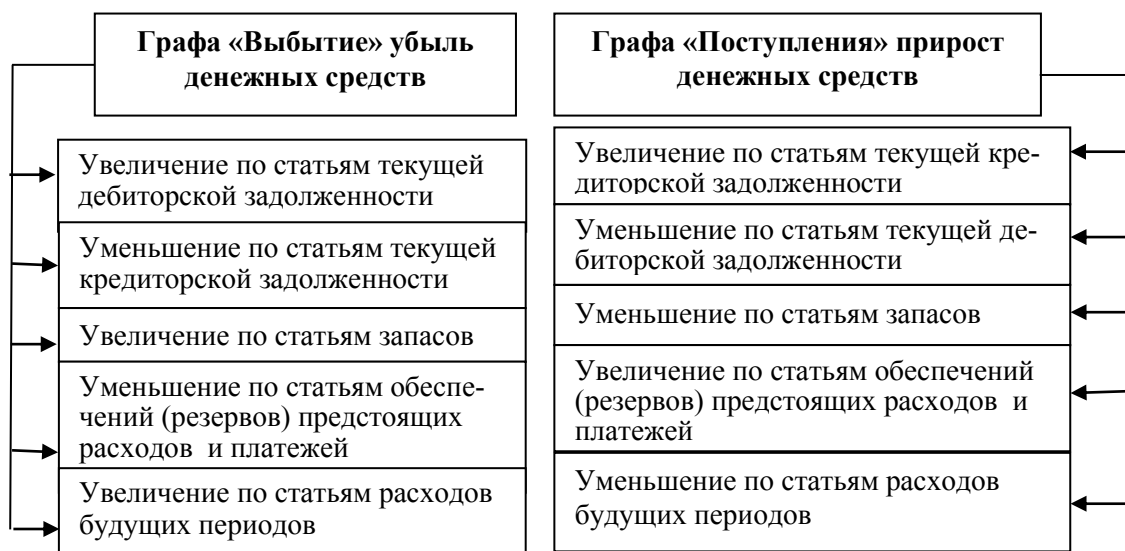 Графа «Выбытие» убыль
денежных средств
Увеличение по статьям текущей
дебиторской задолженности
Уменьшение по статьям текущей
кредиторской задолженности
Увеличение по статьям запасов
Уменьшение по статьям обеспе-
чений (резервов) предстоящих
расходов и платежей
Увеличение по статьям расходов
будущих периодов
Графа «Поступления» прирост
денежных средств
Увеличение по статьям текущей кре-
диторской задолженности
Уменьшение по статьям текущей де-
биторской задолженности
Уменьшение по статьям запасов
Увеличение по статьям обеспечений
(резервов) предстоящих расходов и
платежей
Уменьшение по статьям расходов
будущих периодов